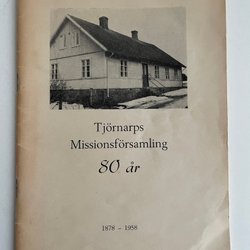 Tjörnarps
Missionsförsamling
80 år
1878 – 1958